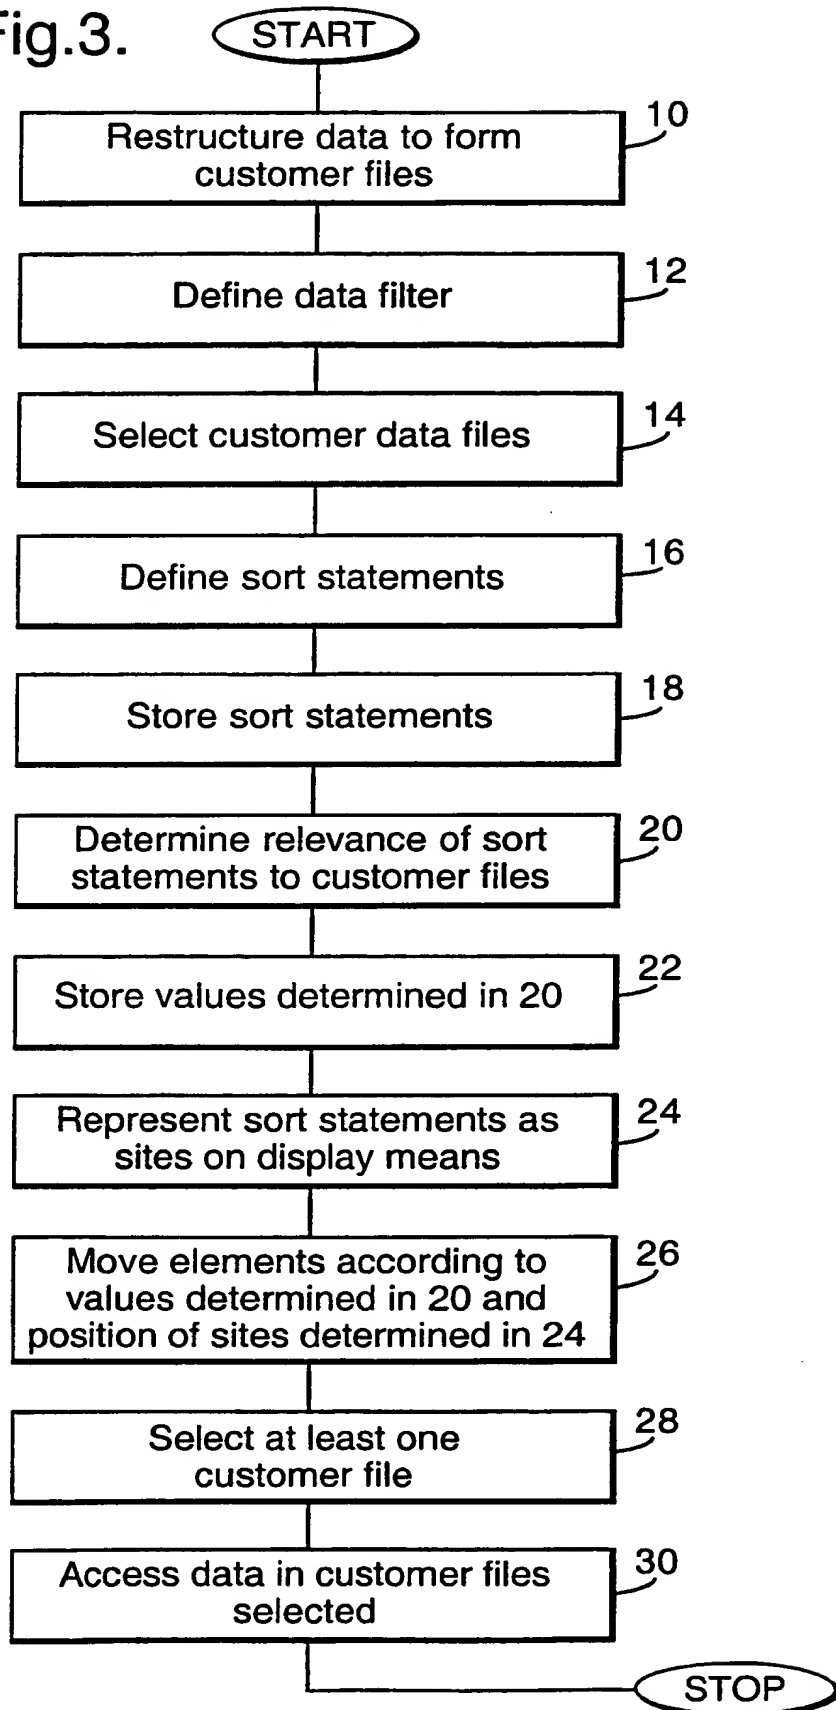 Fig.3.
START
10
Restructure data to form
customer files
12
Define data filter
14
Select customer data files
16
Define sort statements
18
Store sort statements
20
Determine relevance of sort
statements to customer files
22
Store values determined in 20
24
Represent sort statements as
sites on display means
26
Move elements according to
values determined in 20 and
position of sites determined in 24
28
Select at least one
customer file
30
Access data in customer files
selected
STOP